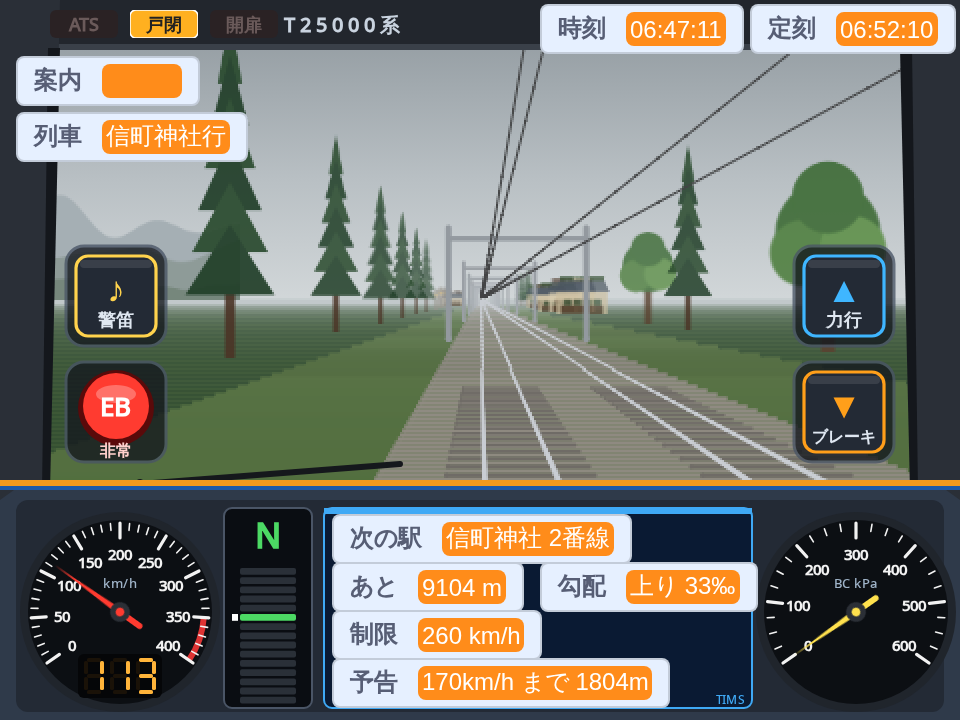 ATS 戸閉 開扉 T25000系
時刻 06:47:11 定刻 06:52:10
案内
列車 信町神社行
♪
警笛
EB
非常
▲
力行
▼
ブレーキ
0 50 100 150 200 250 300 350 400
km/h
113
N
次の駅 信町神社 2番線
あと 9104 m 勾配 上り 33‰
制限 260 km/h
予告 170km/h まで 1804m
TIMS
0 100 200 300 400 500 600
BC kPa